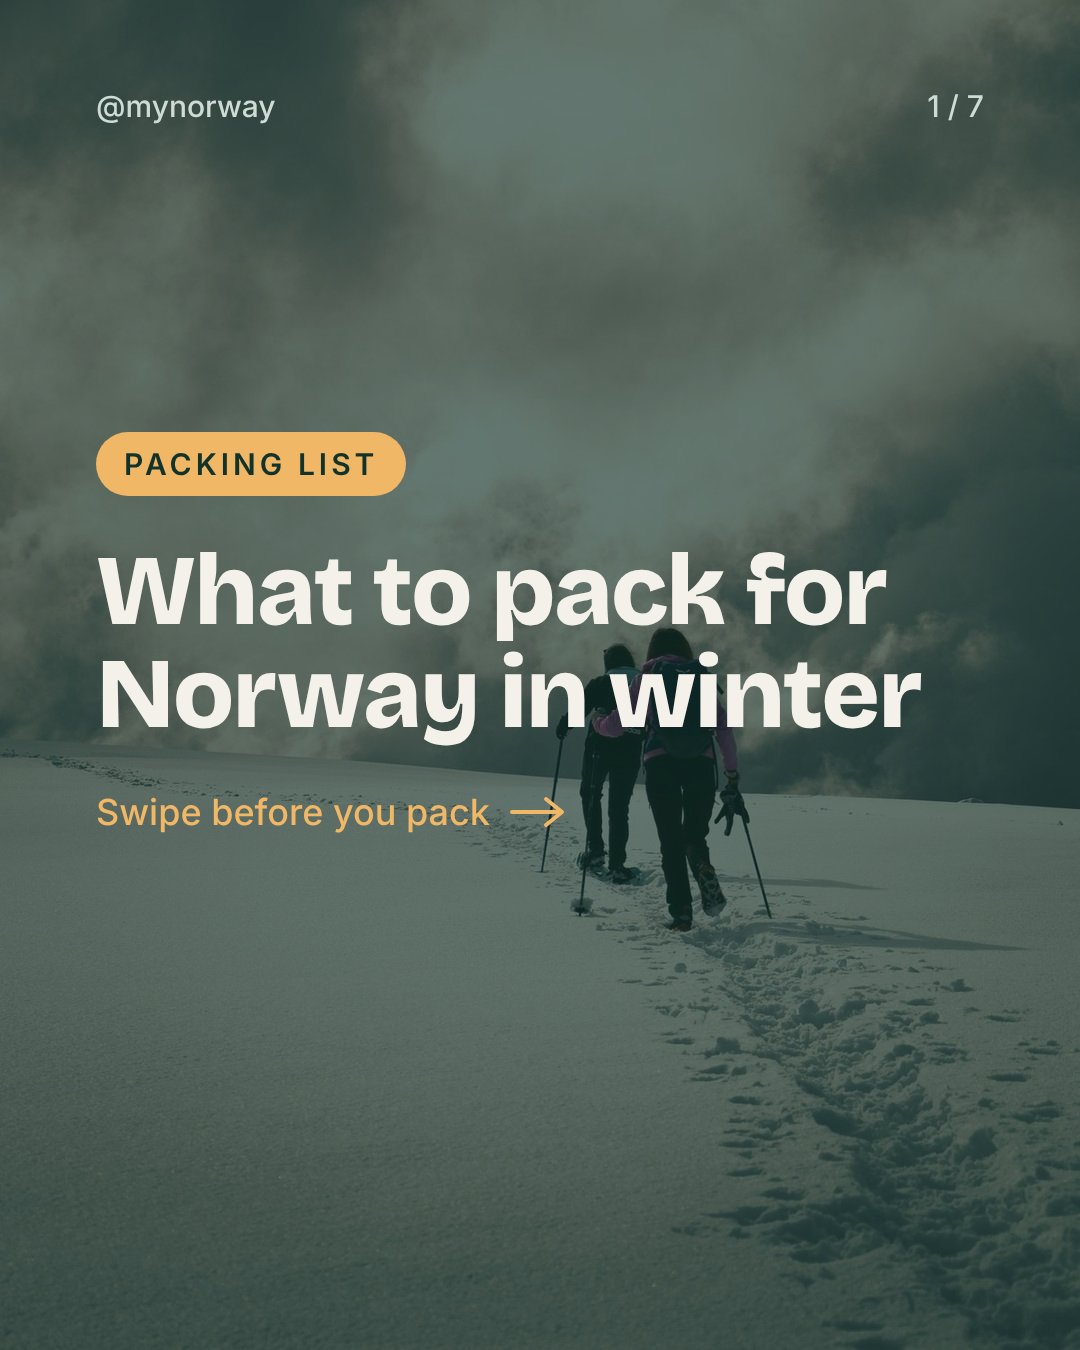 @mynorway
1 / 7
PACKING LIST
What to pack for
Norway in winter
Swipe before you pack →